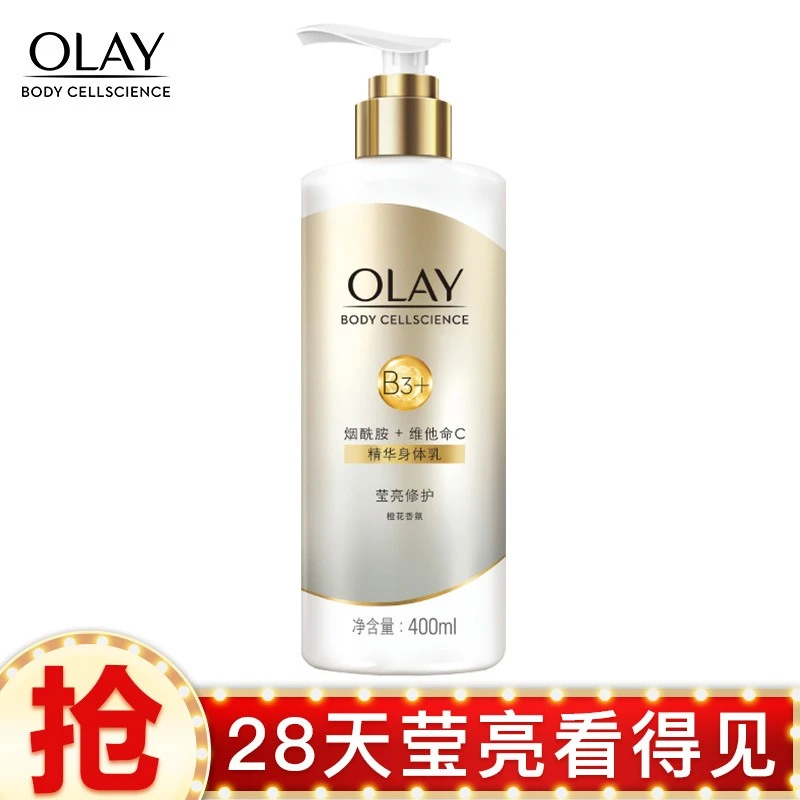 OLAY
BODY CELLSCIENCE
OLAY
BODY CELLSCIENCE
B3+
烟酰胺 + 维他命C
精华身体乳
莹亮修护
橙花香氛
净含量：400ml
抢
28天莹亮看得见